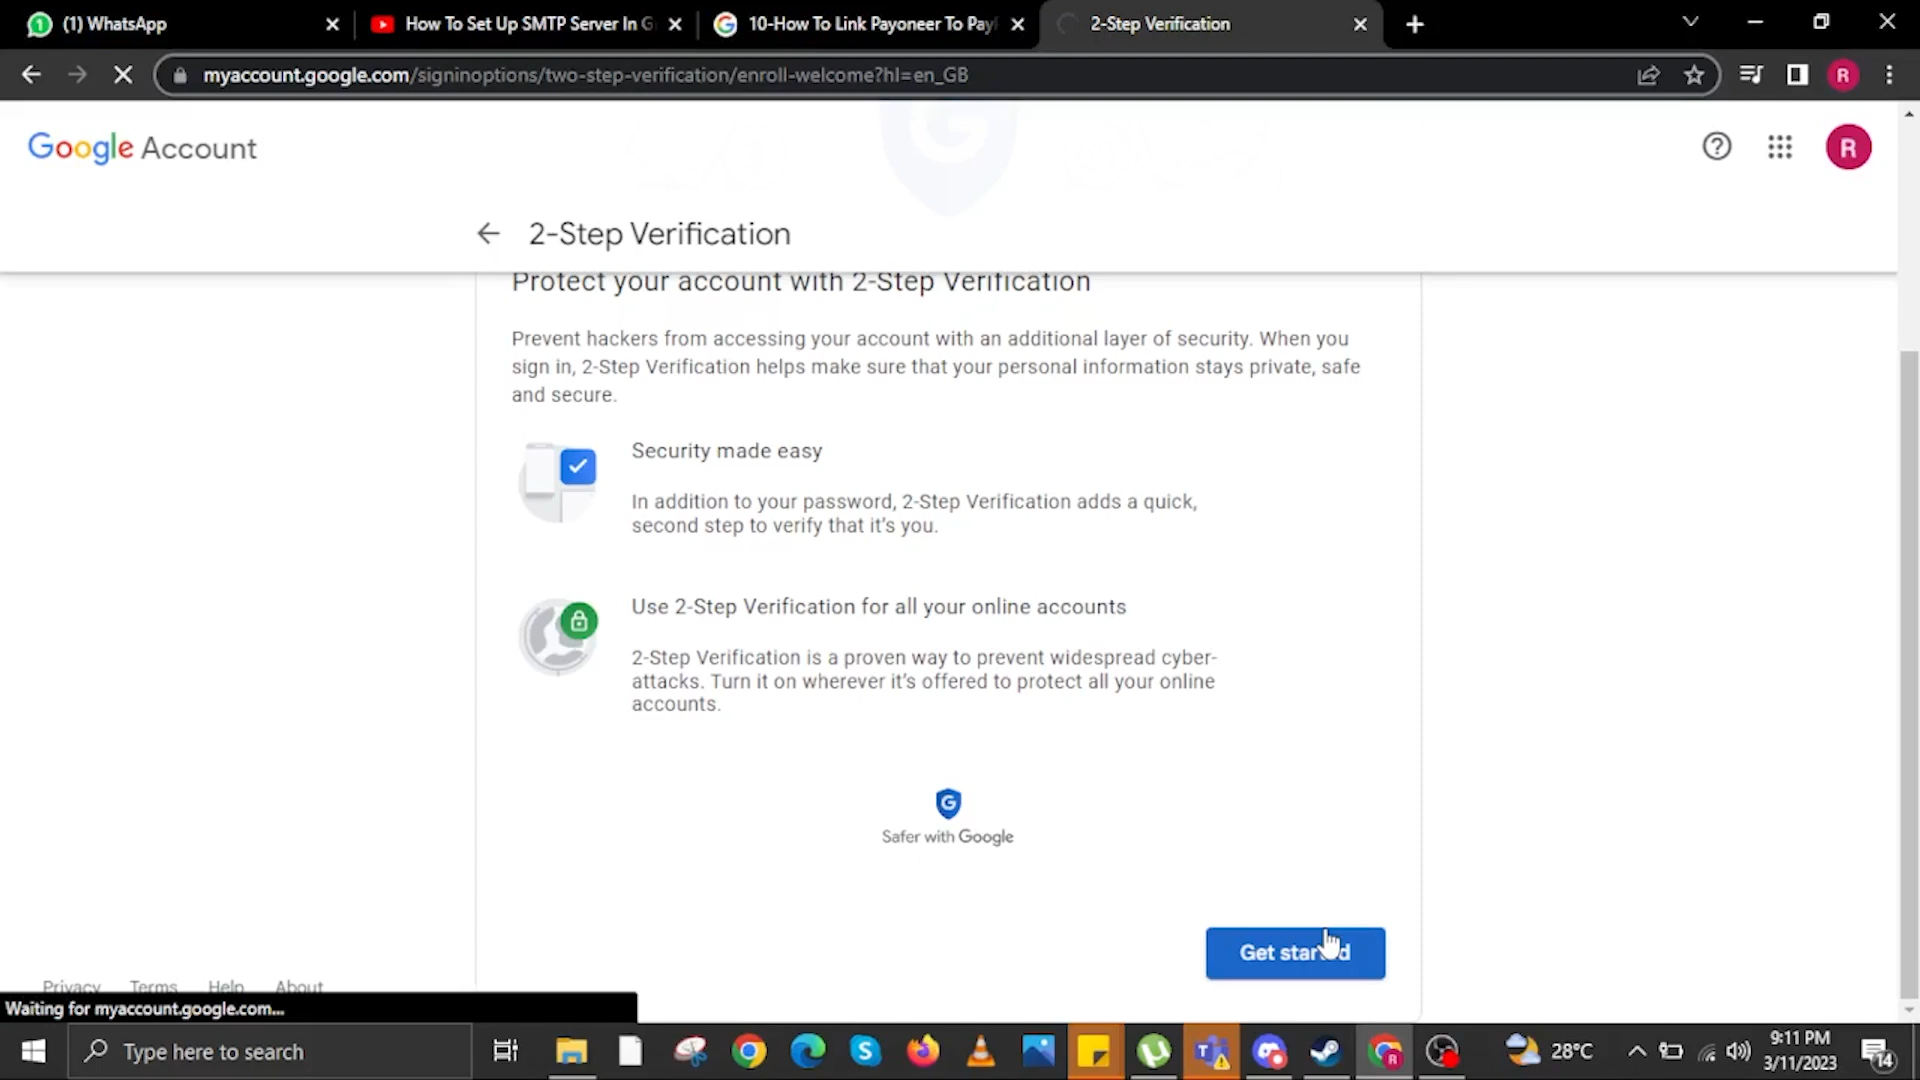 (1) WhatsApp
How To Set Up SMTP Server In G
10-How To Link Payoneer To Pay
2-Step Verification
myaccount.google.com/signinoptions/two-step-verification/enroll-welcome?hl=en_GB
R
Google Account
R
2-Step Verification
Protect your account with 2-Step Verification
Prevent hackers from accessing your account with an additional layer of security. When you
sign in, 2-Step Verification helps make sure that your personal information stays private, safe
and secure.
Security made easy
In addition to your password, 2-Step Verification adds a quick,
second step to verify that it's you.
Use 2-Step Verification for all your online accounts
2-Step Verification is a proven way to prevent widespread cyber-
attacks. Turn it on wherever it's offered to protect all your online
accounts.
G
Safer with Google
Get started
Privacy Terms Help About
Waiting for myaccount.google.com...
Type here to search
28°C
9:11 PM
3/11/2023
14